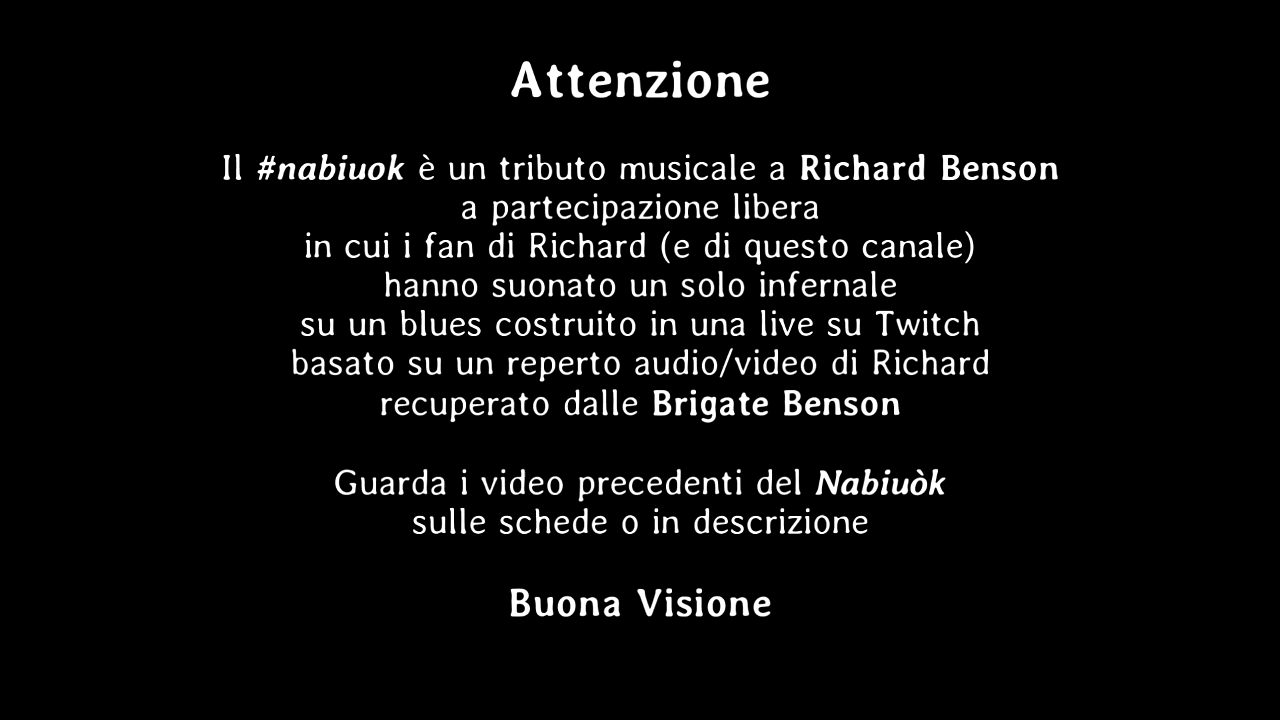 Attenzione
Il #nabiuok è un tributo musicale a Richard Benson
a partecipazione libera
in cui i fan di Richard (e di questo canale)
hanno suonato un solo infernale
su un blues costruito in una live su Twitch
basato su un reperto audio/video di Richard
recuperato dalle Brigate Benson
Guarda i video precedenti del Nabiuòk
sulle schede o in descrizione
Buona Visione